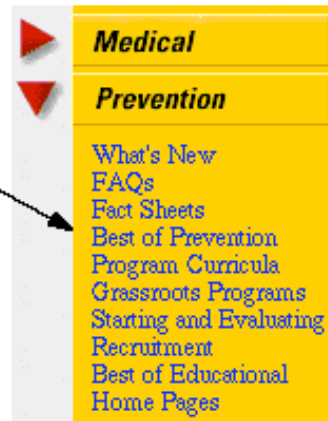 Medical
Prevention
What's New
FAQs
Fact Sheets
Best of Prevention
Program Curricula
Grassroots Programs
Starting and Evaluating
Recruitment
Best of Educational
Home Pages